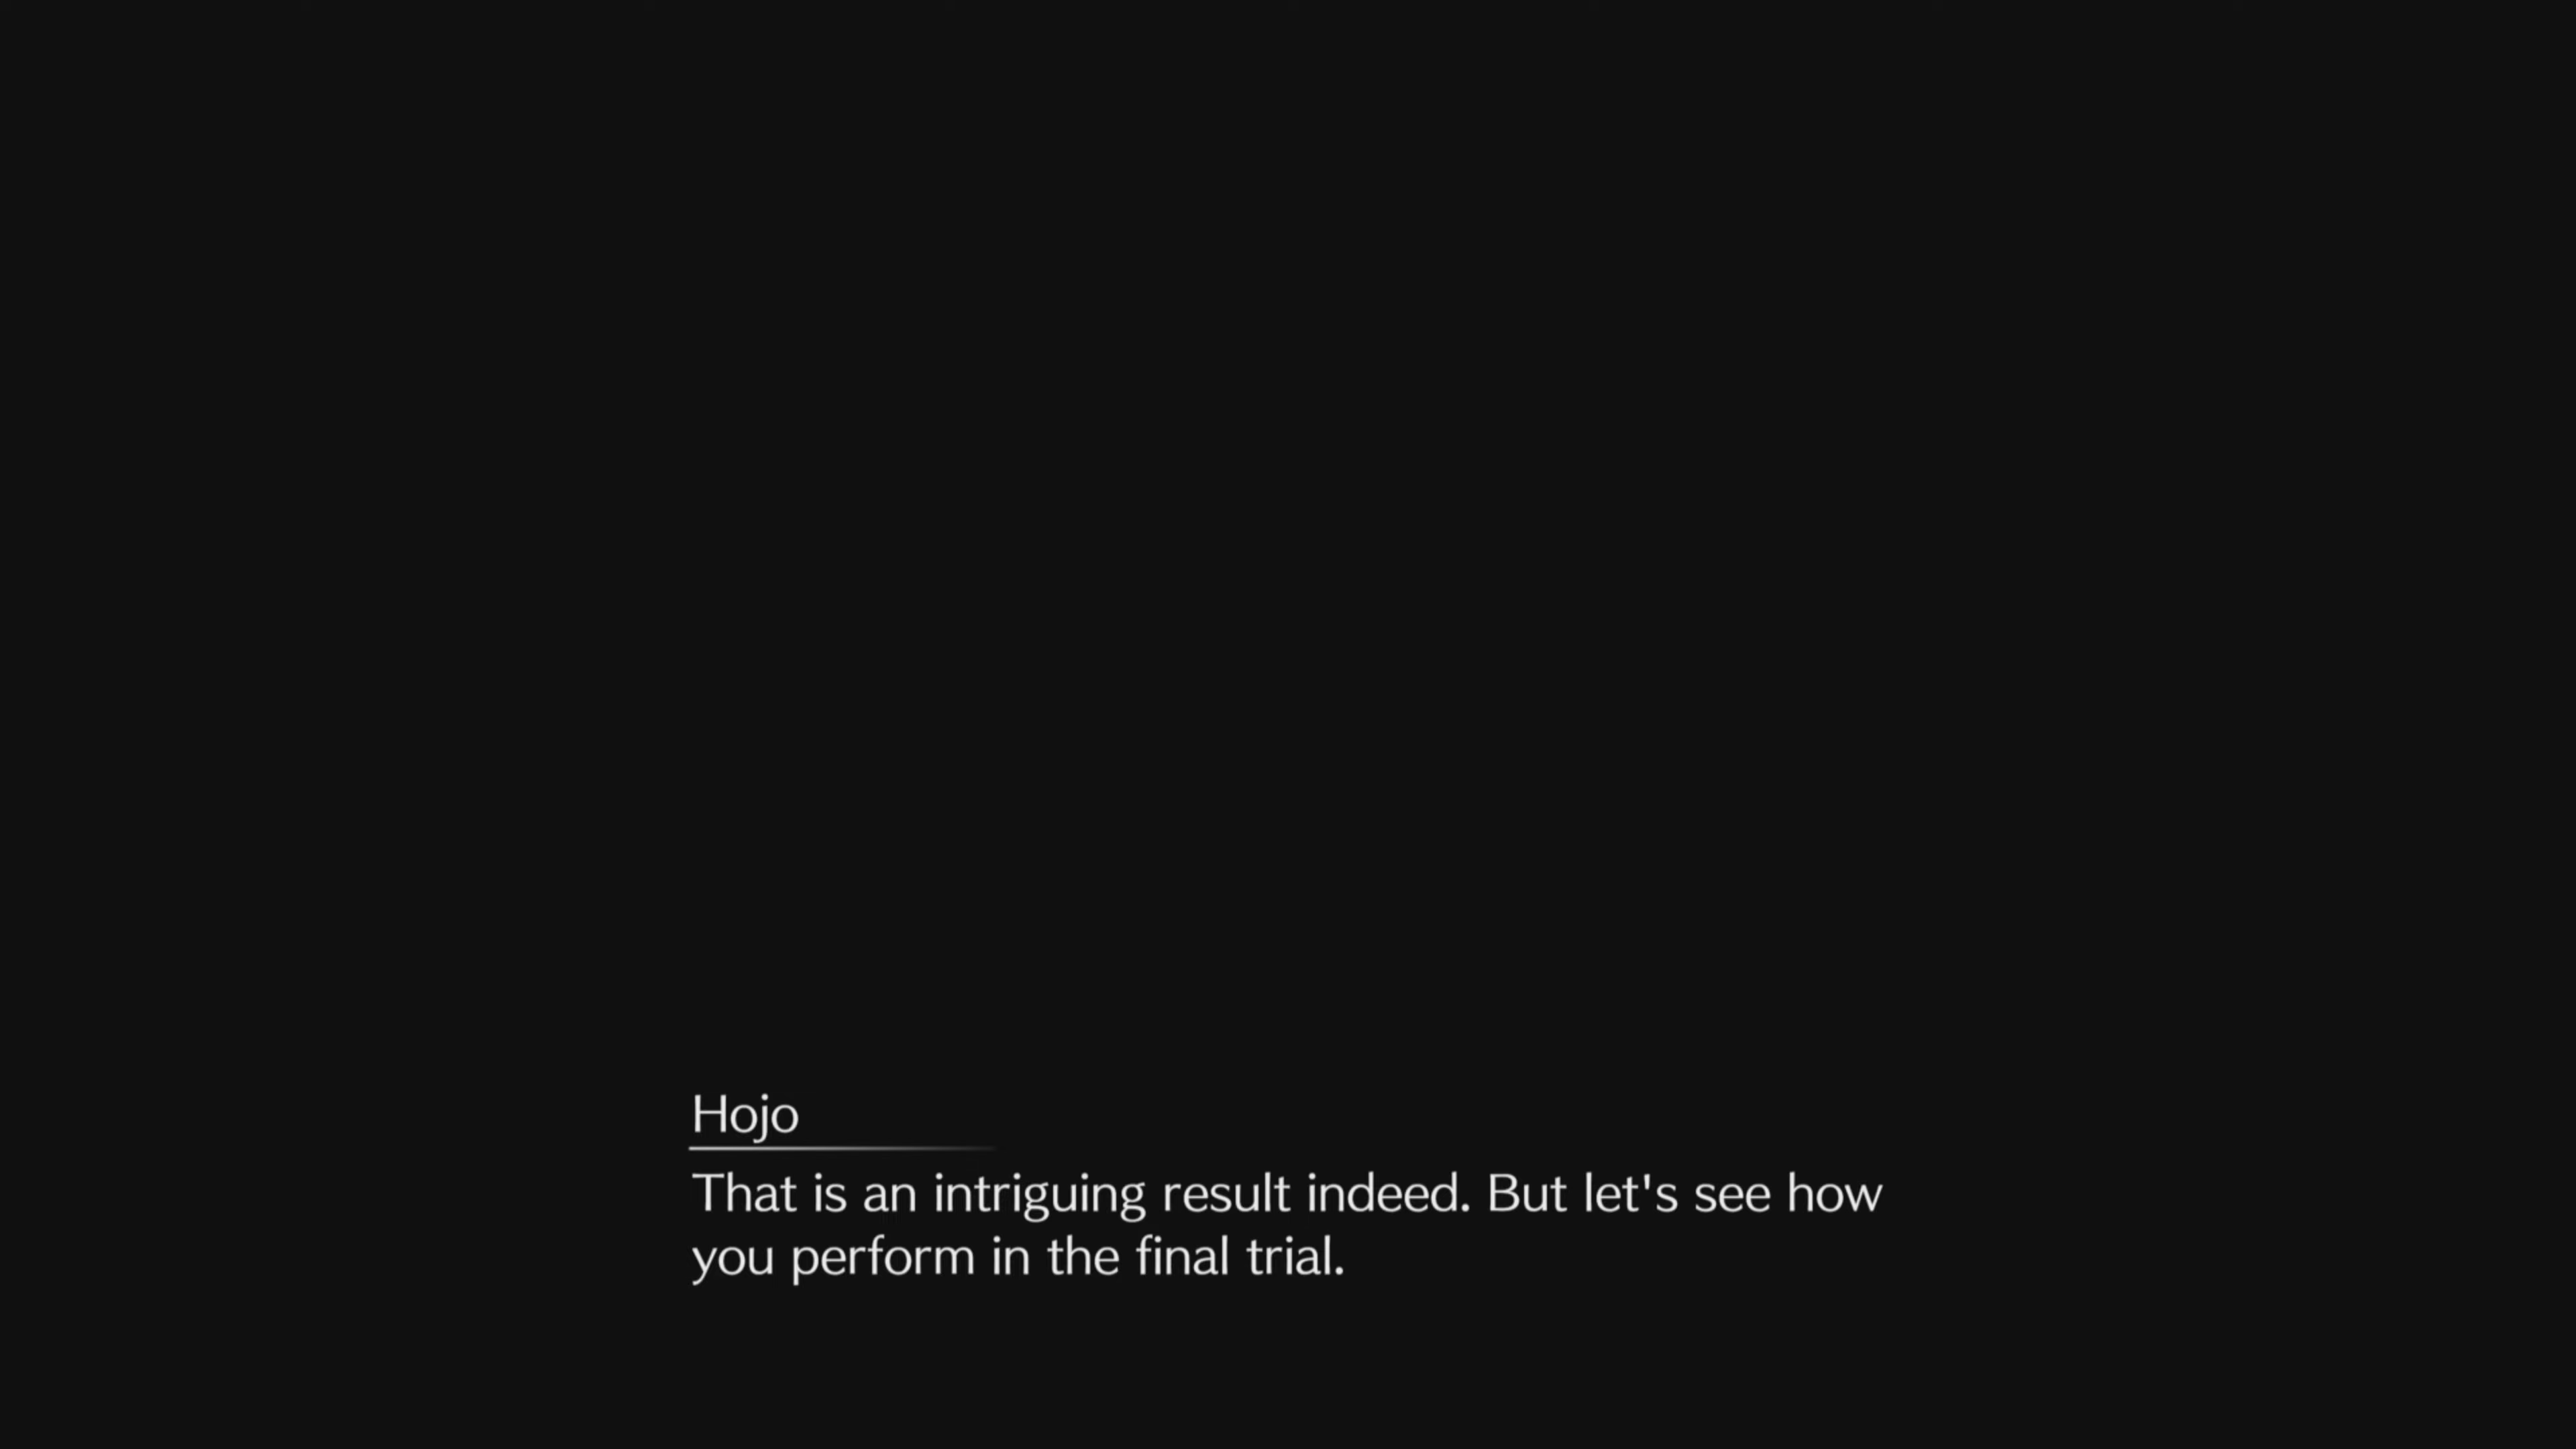 Hojo
That is an intriguing result indeed. But let's see how
you perform in the final trial.